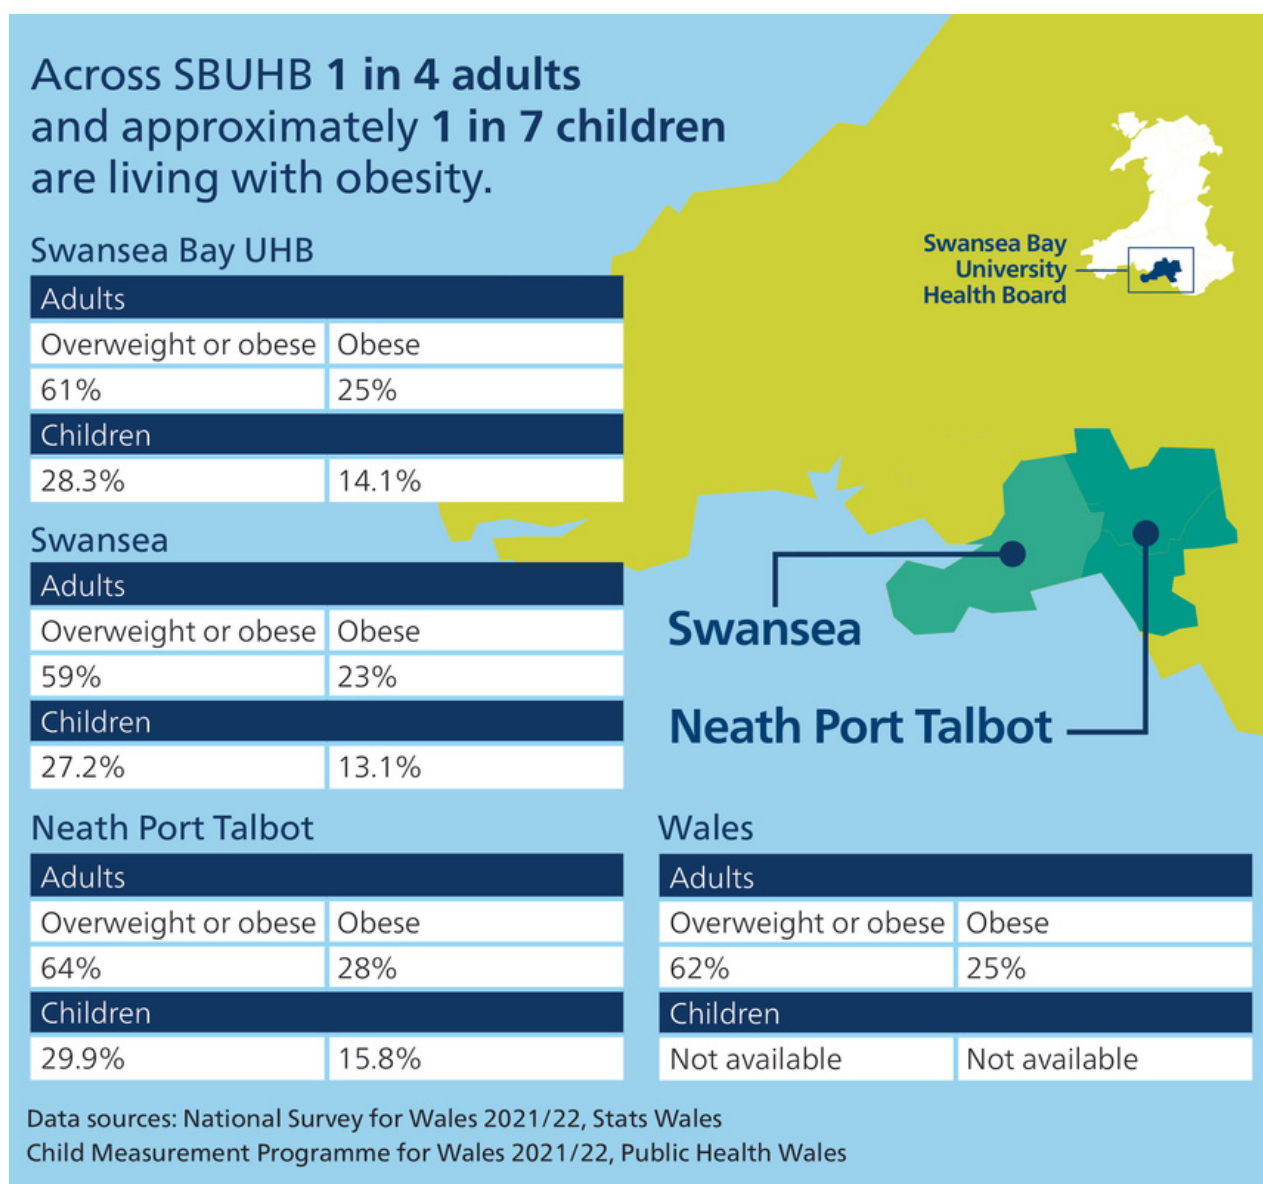 Across SBUHB 1 in 4 adults
and approximately 1 in 7 children
are living with obesity.
Swansea Bay UHB
Adults
Overweight or obese Obese
61% 25%
Children
28.3% 14.1%
Swansea
Adults
Overweight or obese Obese
59% 23%
Children
27.2% 13.1%
Neath Port Talbot
Adults
Overweight or obese Obese
64% 28%
Children
29.9% 15.8%
Swansea Bay
University
Health Board
Swansea
Neath Port Talbot
Wales
Adults
Overweight or obese Obese
62% 25%
Children
Not available Not available
Data sources: National Survey for Wales 2021/22, Stats Wales
Child Measurement Programme for Wales 2021/22, Public Health Wales